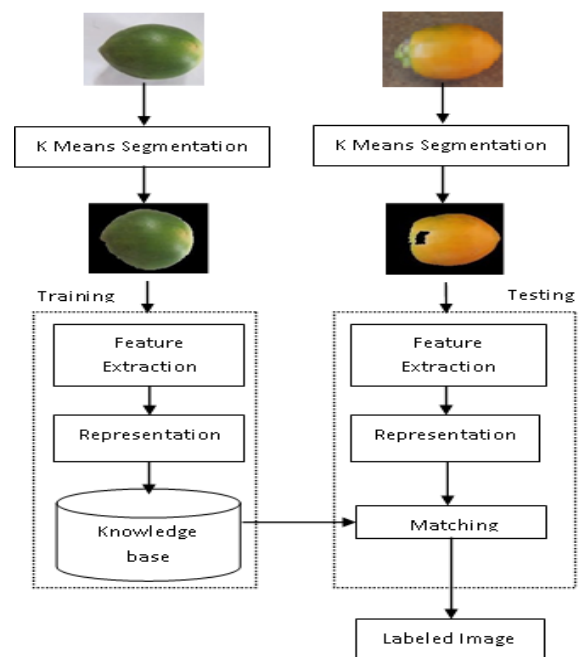 K Means Segmentation
K Means Segmentation
Training
Testing
Feature
Extraction
Feature
Extraction
Representation
Representation
Knowledge
base
Matching
Labeled Image